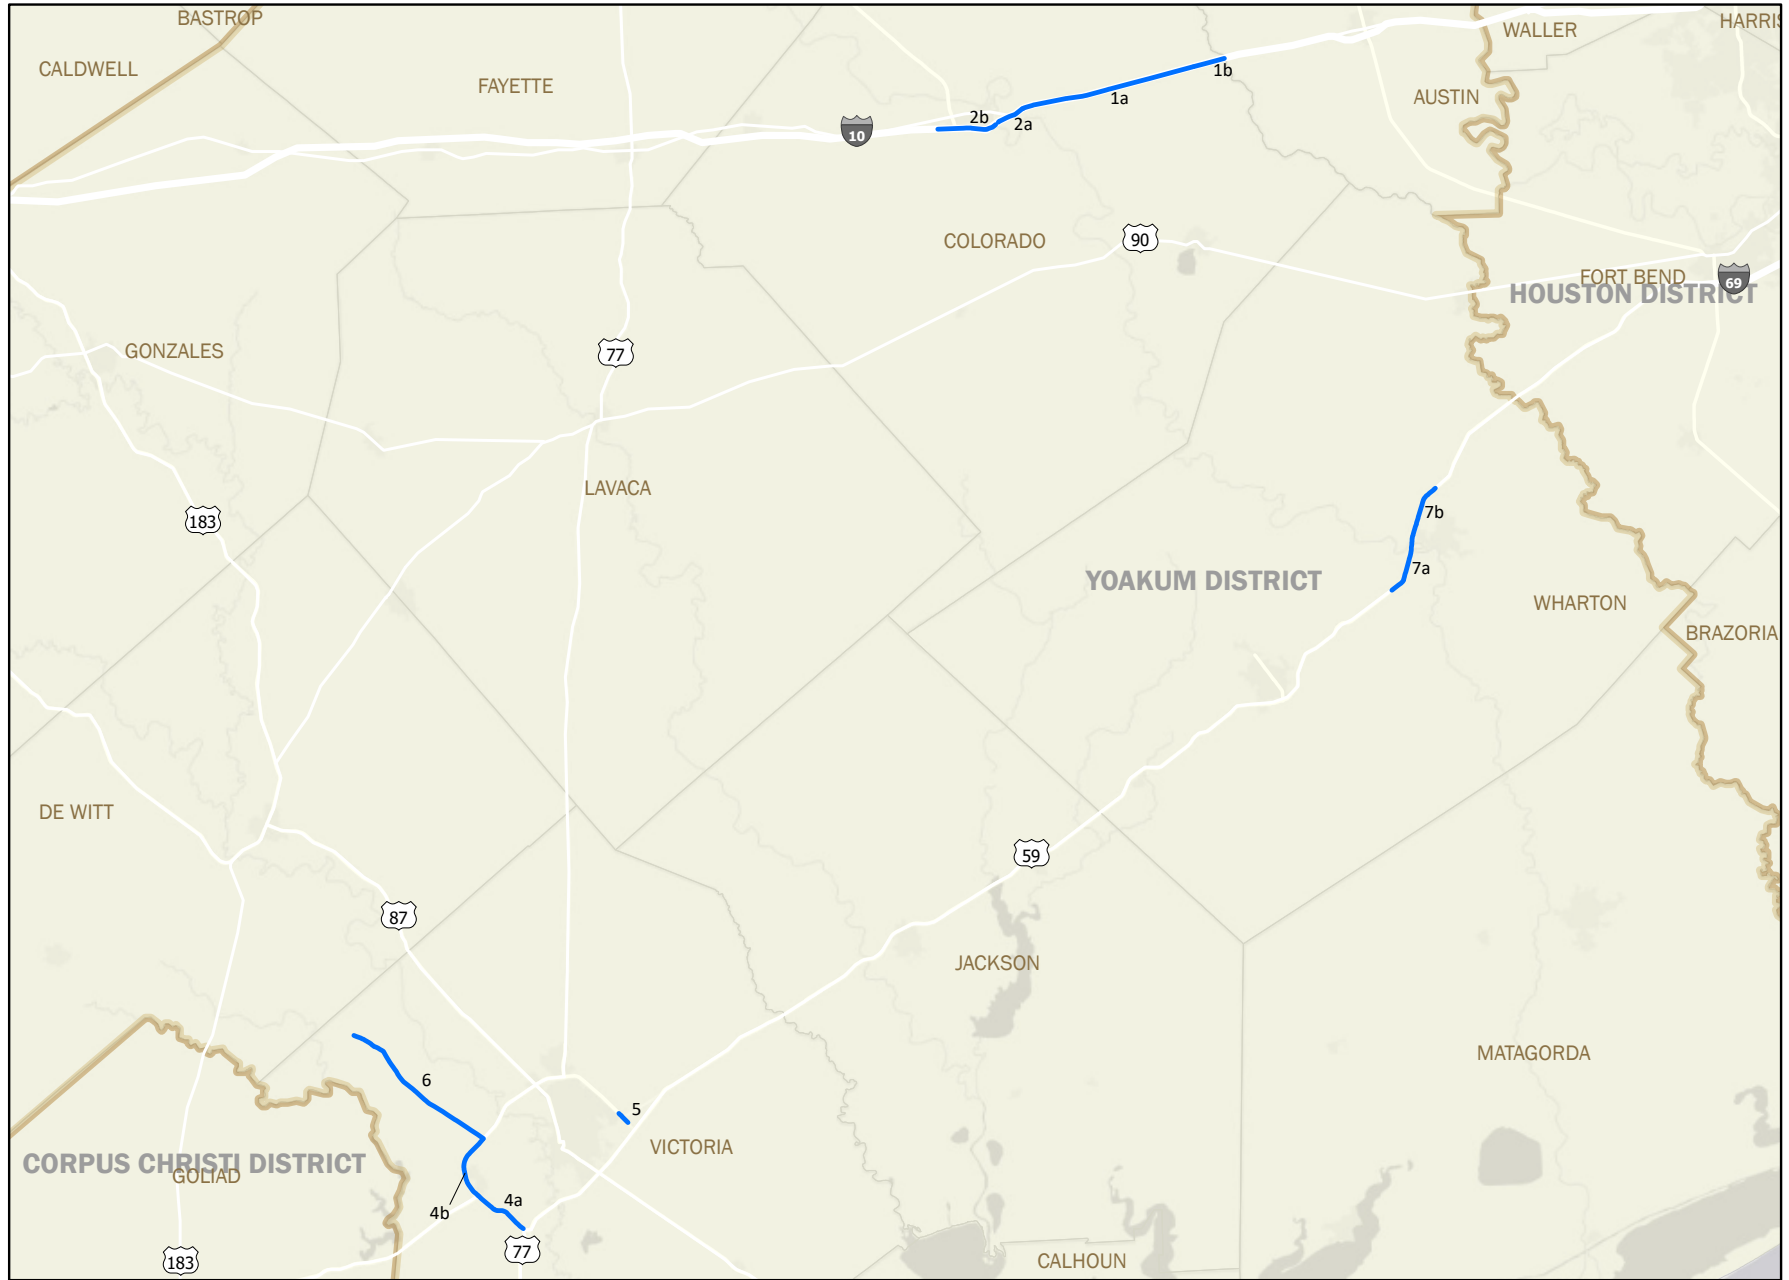 BASTROP
WALLER
HARRIS
CALDWELL
FAYETTE
1b
AUSTIN
1a
2b
2a
10
COLORADO
90
FORT BEND
69
HOUSTON DISTRICT
GONZALES
77
LAVACA
183
7b
7a
YOAKUM DISTRICT
WHARTON
BRAZORIA
DE WITT
59
87
JACKSON
MATAGORDA
6
5
VICTORIA
CORPUS CHRISTI DISTRICT
GOLIAD
4a
4b
77
183
CALHOUN